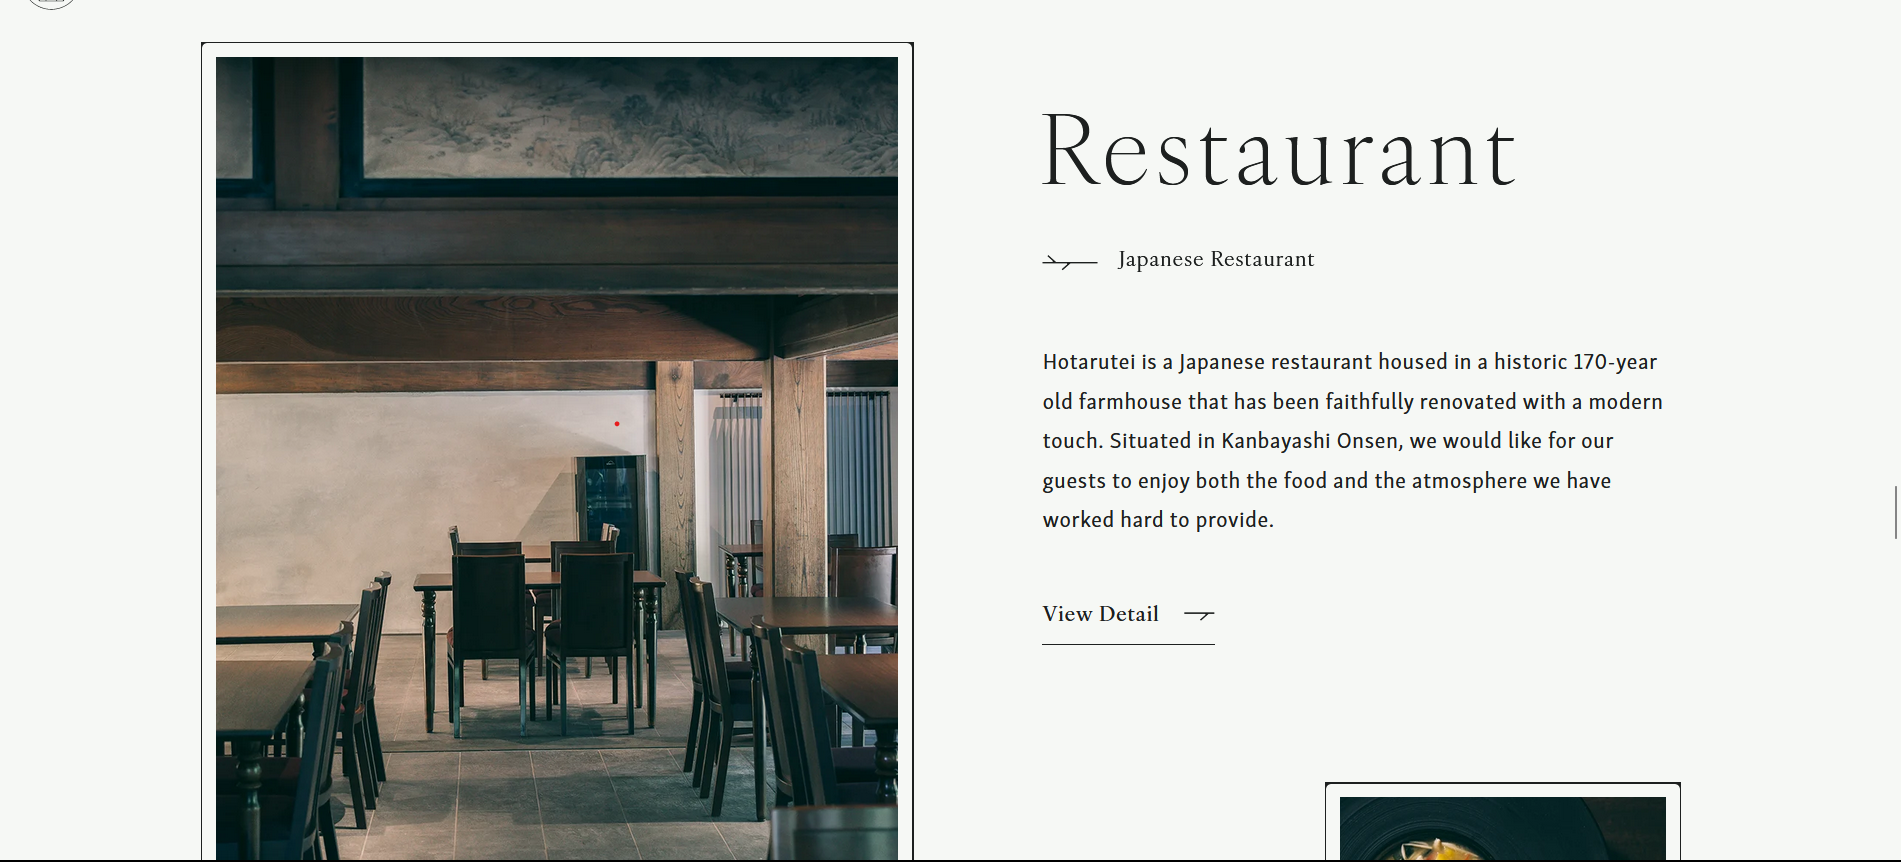 Restaurant
Japanese Restaurant
Hotarutei is a Japanese restaurant housed in a historic 170-year
old farmhouse that has been faithfully renovated with a modern
touch. Situated in Kanbayashi Onsen, we would like for our
guests to enjoy both the food and the atmosphere we have
worked hard to provide.
View Detail